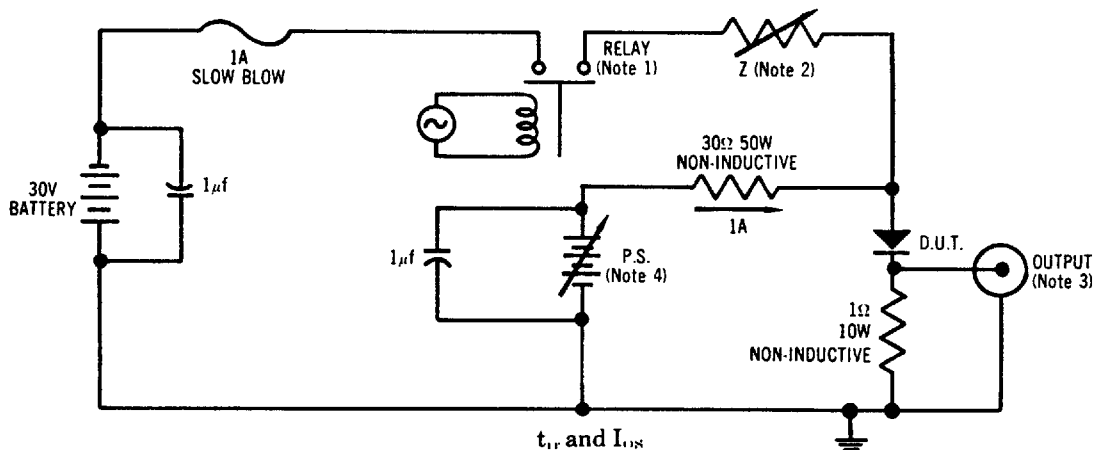 1A
SLOW BLOW
RELAY
(Note 1)
Z (Note 2)
30V
BATTERY
1µf
30Ω 50W
NON-INDUCTIVE
1A
1µf
P.S.
(Note 4)
D.U.T.
OUTPUT
(Note 3)
1Ω
10W
NON-INDUCTIVE
and